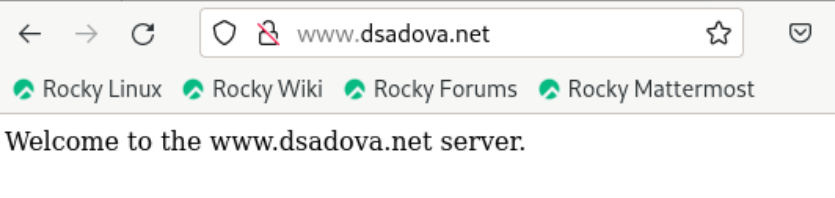 www.dsadova.net
Rocky Linux Rocky Wiki Rocky Forums Rocky Mattermost
Welcome to the www.dsadova.net server.